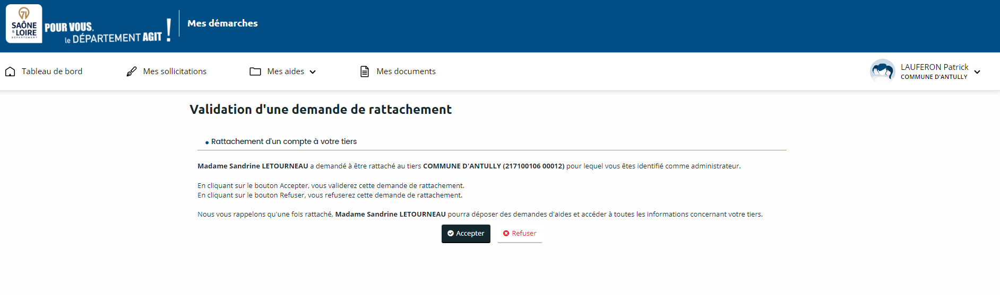 71
SAÔNE
& LOIRE
DÉPARTEMENT
POUR VOUS,
le DÉPARTEMENT AGIT !
Mes démarches
Tableau de bord
Mes sollicitations
Mes aides
Mes documents
LAUFERON Patrick
COMMUNE D'ANTULLY
Validation d'une demande de rattachement
Rattachement d'un compte à votre tiers
Madame Sandrine LETOURNEAU a demandé à être rattaché au tiers COMMUNE D'ANTULLY (217100106 00012) pour lequel vous êtes identifié comme administrateur.
En cliquant sur le bouton Accepter, vous validerez cette demande de rattachement.
En cliquant sur le bouton Refuser, vous refuserez cette demande de rattachement.
Nous vous rappelons qu'une fois rattaché, Madame Sandrine LETOURNEAU pourra déposer des demandes d'aides et accéder à toutes les informations concernant votre tiers.
Accepter
Refuser